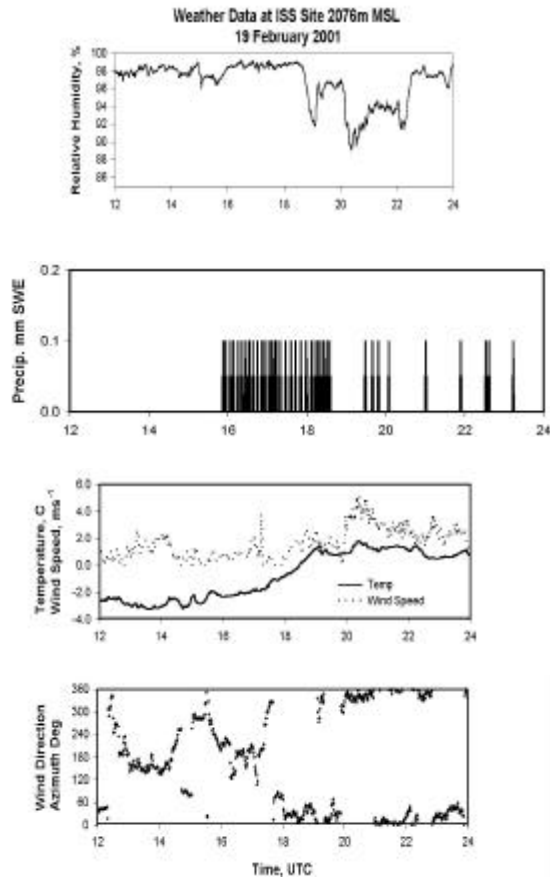 Weather Data at ISS Site 2076m MSL
19 February 2001
Relative Humidity, %
100
98
96
94
92
90
88
86
12 14 16 18 20 22 24
Precip. mm SWE
0.2
0.1
0.0
12 14 16 18 20 22 24
Temperature, C
Wind Speed, ms⁻¹
6.0
4.0
2.0
0.0
-2.0
-4.0
Temp
Wind Speed
12 14 16 18 20 22 24
Wind Direction
Azimuth Deg
360
300
240
180
120
60
0
12 14 16 18 20 22 24
Time, UTC